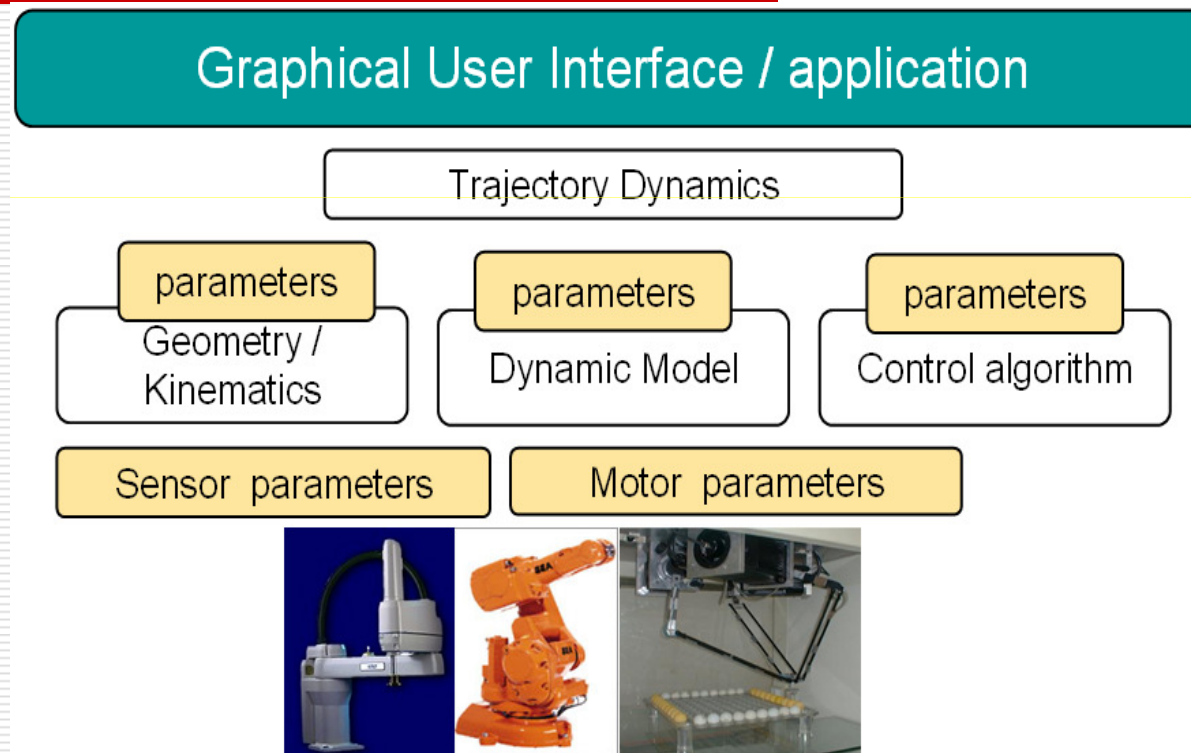 Graphical User Interface / application
Trajectory Dynamics
parameters
parameters
parameters
Geometry /
Kinematics
Dynamic Model
Control algorithm
Sensor parameters
Motor parameters